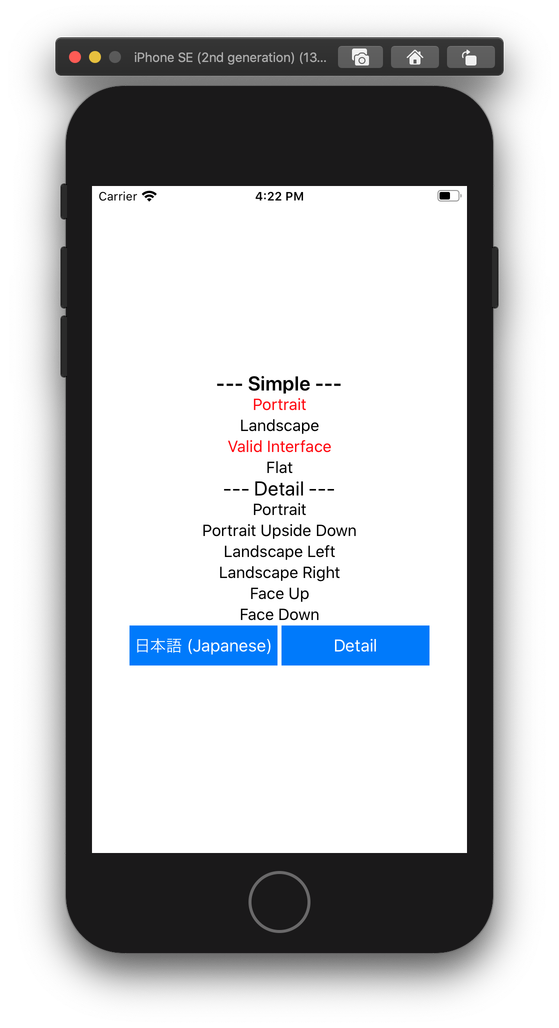 iPhone SE (2nd generation) (13...
Carrier 4:22 PM
--- Simple ---
Portrait
Landscape
Valid Interface
Flat
--- Detail ---
Portrait
Portrait Upside Down
Landscape Left
Landscape Right
Face Up
Face Down
日本語 (Japanese) Detail